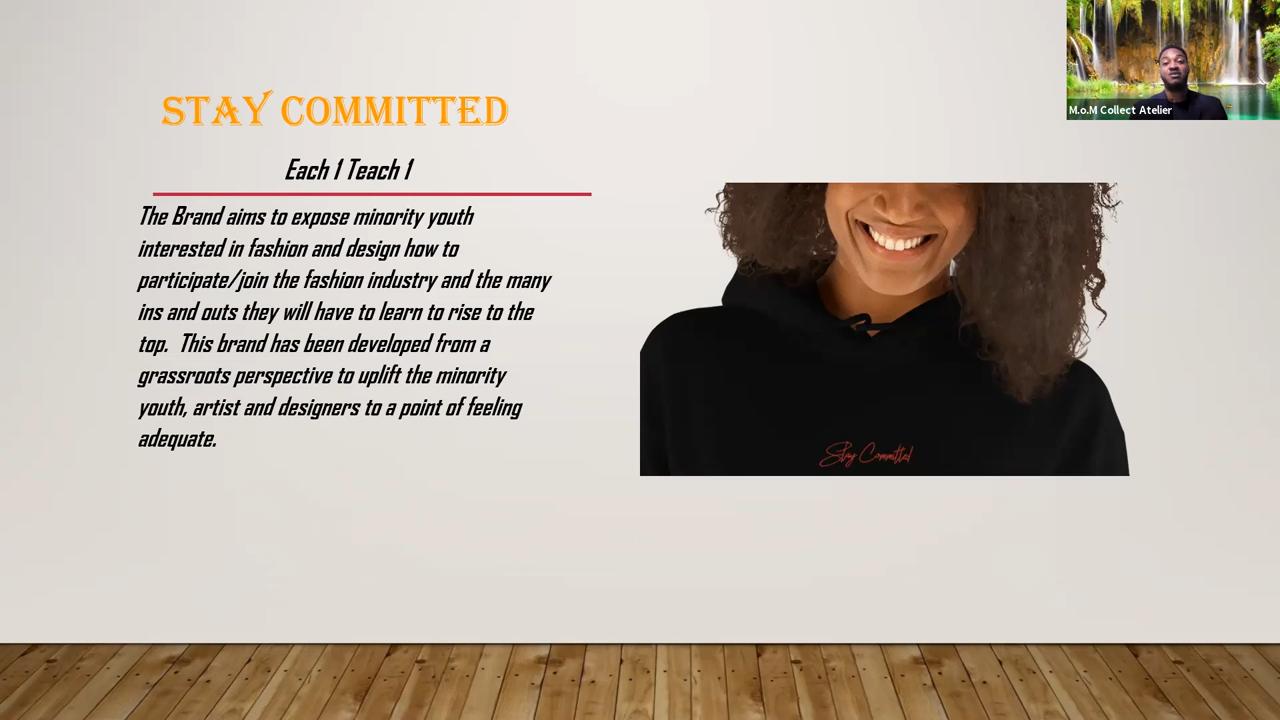 STAY COMMITTED
Each 1 Teach 1
The Brand aims to expose minority youth
interested in fashion and design how to
participate/join the fashion industry and the many
ins and outs they will have to learn to rise to the
top.  This brand has been developed from a
grassroots perspective to uplift the minority
youth, artist and designers to a point of feeling
adequate.
M.o.M Collect Atelier
Stay Committed